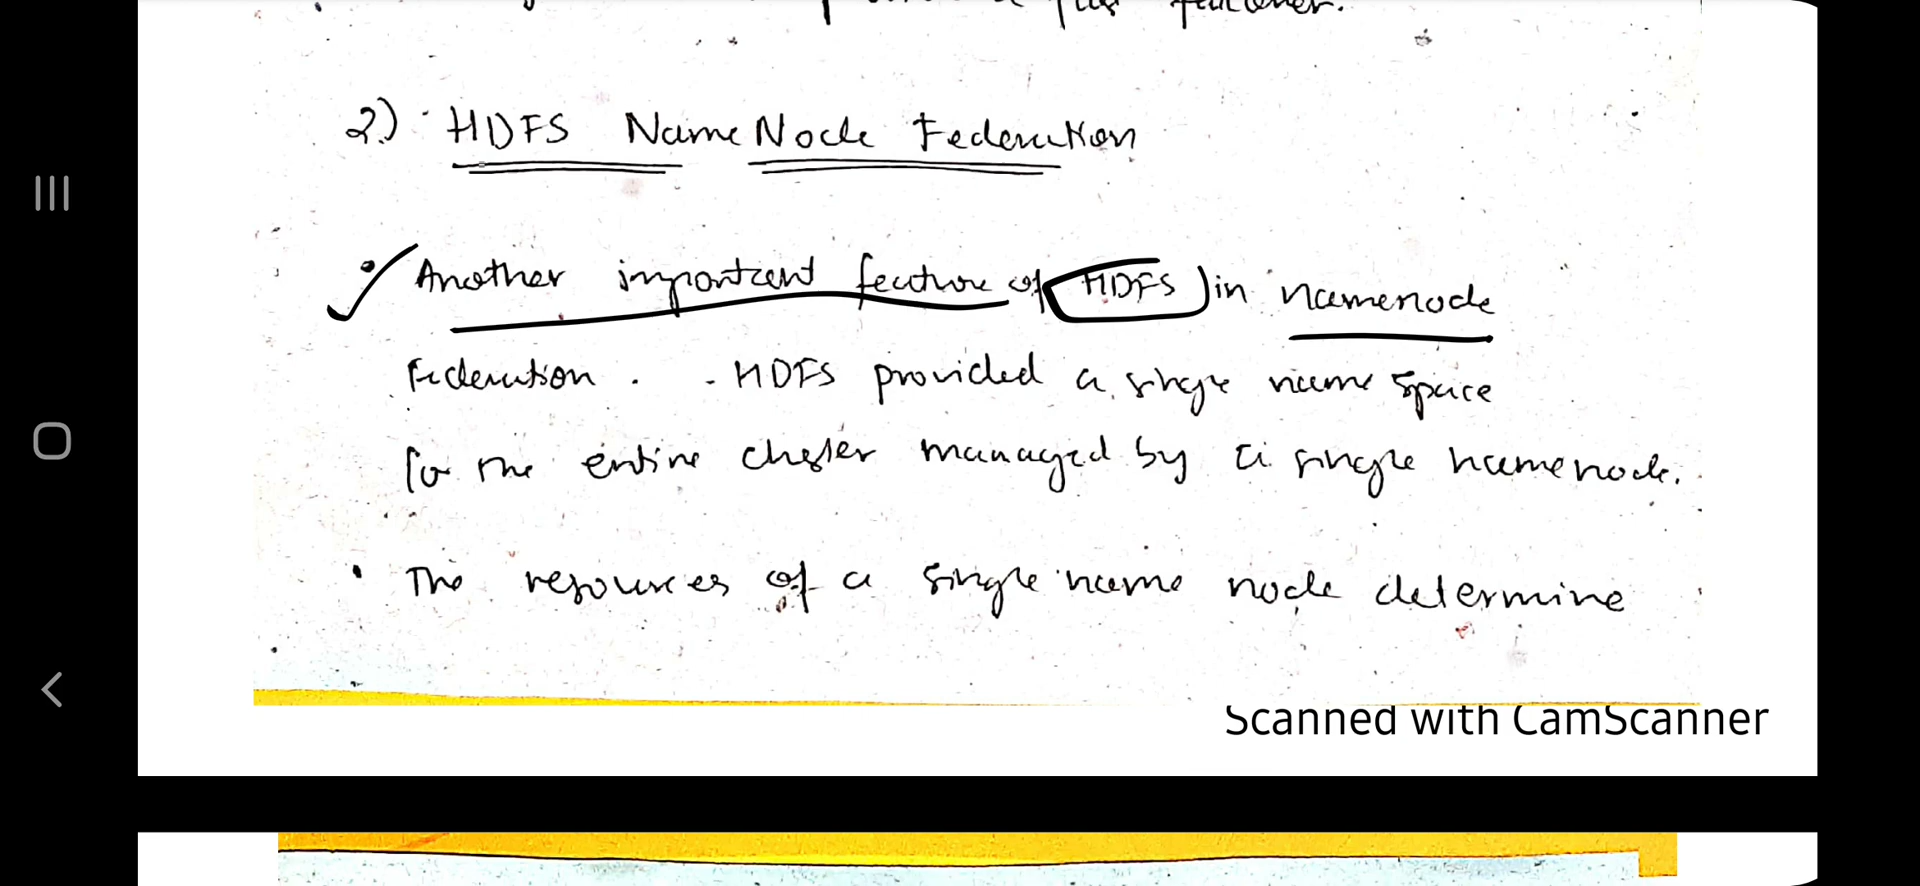 2.) HDFS NameNode Federation
• Another important feature of HDFS in namenode
Federation. HDFS provided a single name space
for the entire cluster managed by a single namenode.
• The resources of a single name node determine
Scanned with CamScanner